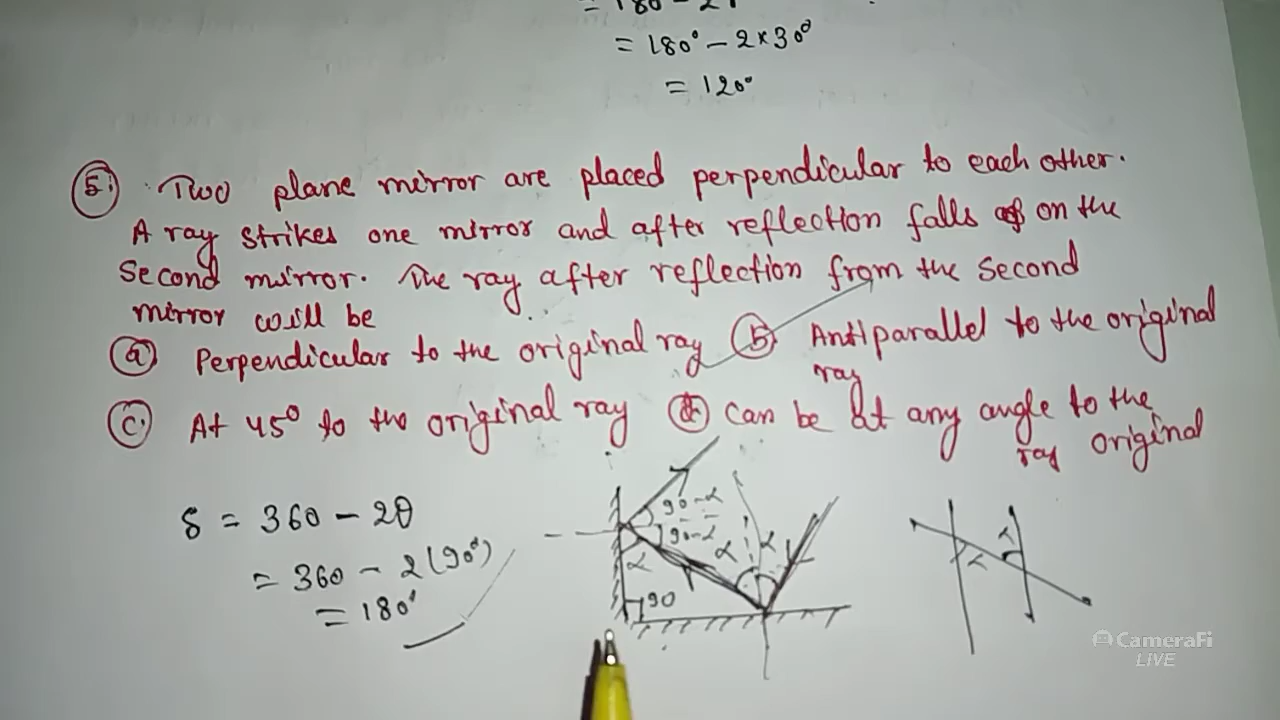 = 180° - 2×30°
= 120°
5. Two plane mirror are placed perpendicular to each other.
A ray strikes one mirror and after reflection falls on the
second mirror. The ray after reflection from the second
mirror will be
(a) Perpendicular to the original ray (b) Antiparallel to the original
ray
(c) At 45° to the original ray (d) can be at any angle to the
ray original
δ = 360 - 2θ
= 360 - 2(90°)
= 180°
90-α
90-α
α
α
α
90
α
α
CameraFi
LIVE